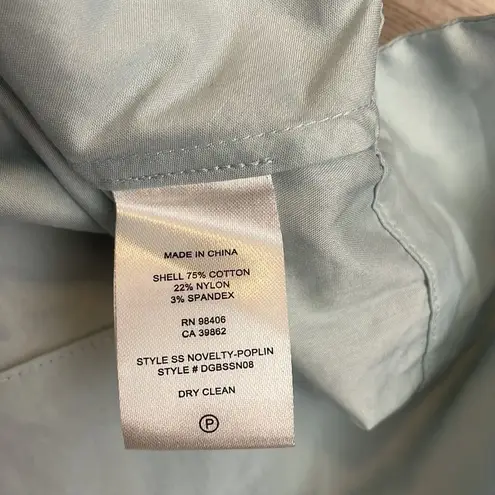 MADE IN CHINA
SHELL 75% COTTON
22% NYLON
3% SPANDEX
RN 98406
CA 39862
STYLE SS NOVELTY-POPLIN
STYLE # DGBSSN08
DRY CLEAN
P